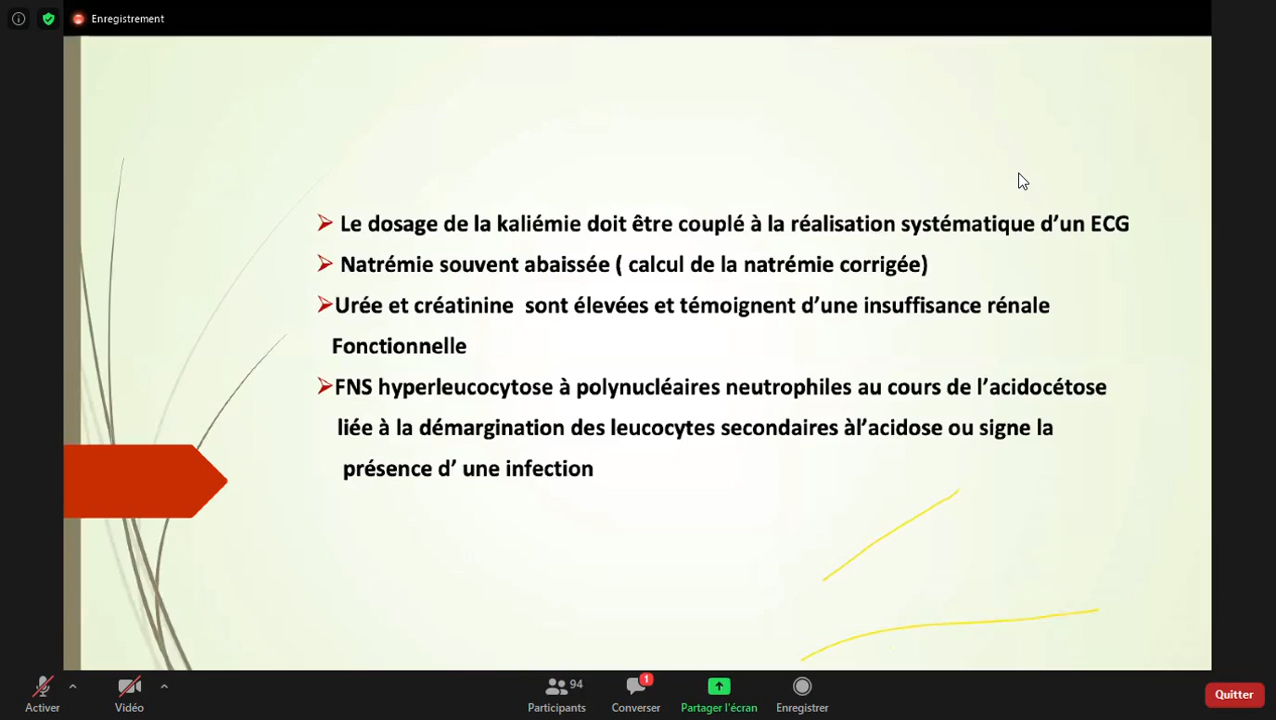 Enregistrement
➢ Le dosage de la kaliémie doit être couplé à la réalisation systématique d’un ECG
➢ Natrémie souvent abaissée ( calcul de la natrémie corrigée)
➢Urée et créatinine sont élevées et témoignent d’une insuffisance rénale
Fonctionnelle
➢FNS hyperleucocytose à polynucléaires neutrophiles au cours de l’acidocétose
liée à la démargination des leucocytes secondaires àl’acidose ou signe la
présence d’ une infection
94
1
Activer
Vidéo
Participants
Converser
Partager l'écran
Enregistrer
Quitter